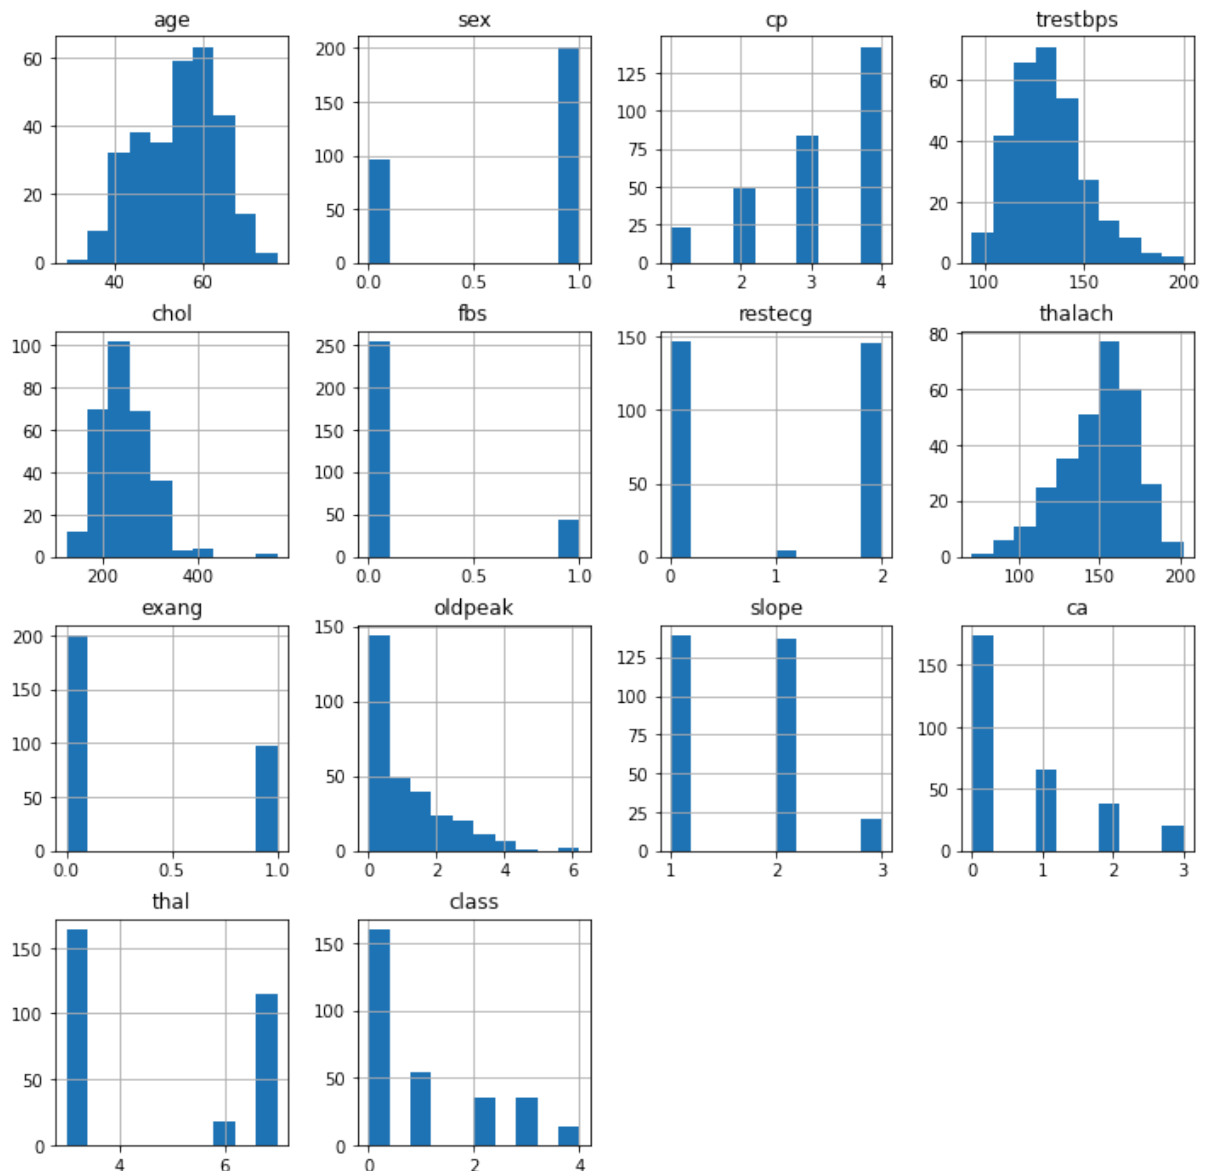 age sex cp trestbps
60 40 20 0
40 60
200 150 100 50 0
0.0 0.5 1.0
125 100 75 50 25 0
1 2 3 4
60 40 20 0
100 150 200
chol fbs restecg thalach
100 80 60 40 20 0
200 400
250 200 150 100 50 0
0.0 0.5 1.0
150 100 50 0
0 1 2
80 60 40 20 0
100 150 200
exang oldpeak slope ca
200 150 100 50 0
0.0 0.5 1.0
150 100 50 0
0 2 4 6
125 100 75 50 25 0
1 2 3
150 100 50 0
0 1 2 3
thal class
150 100 50 0
4 6
150 100 50 0
0 2 4